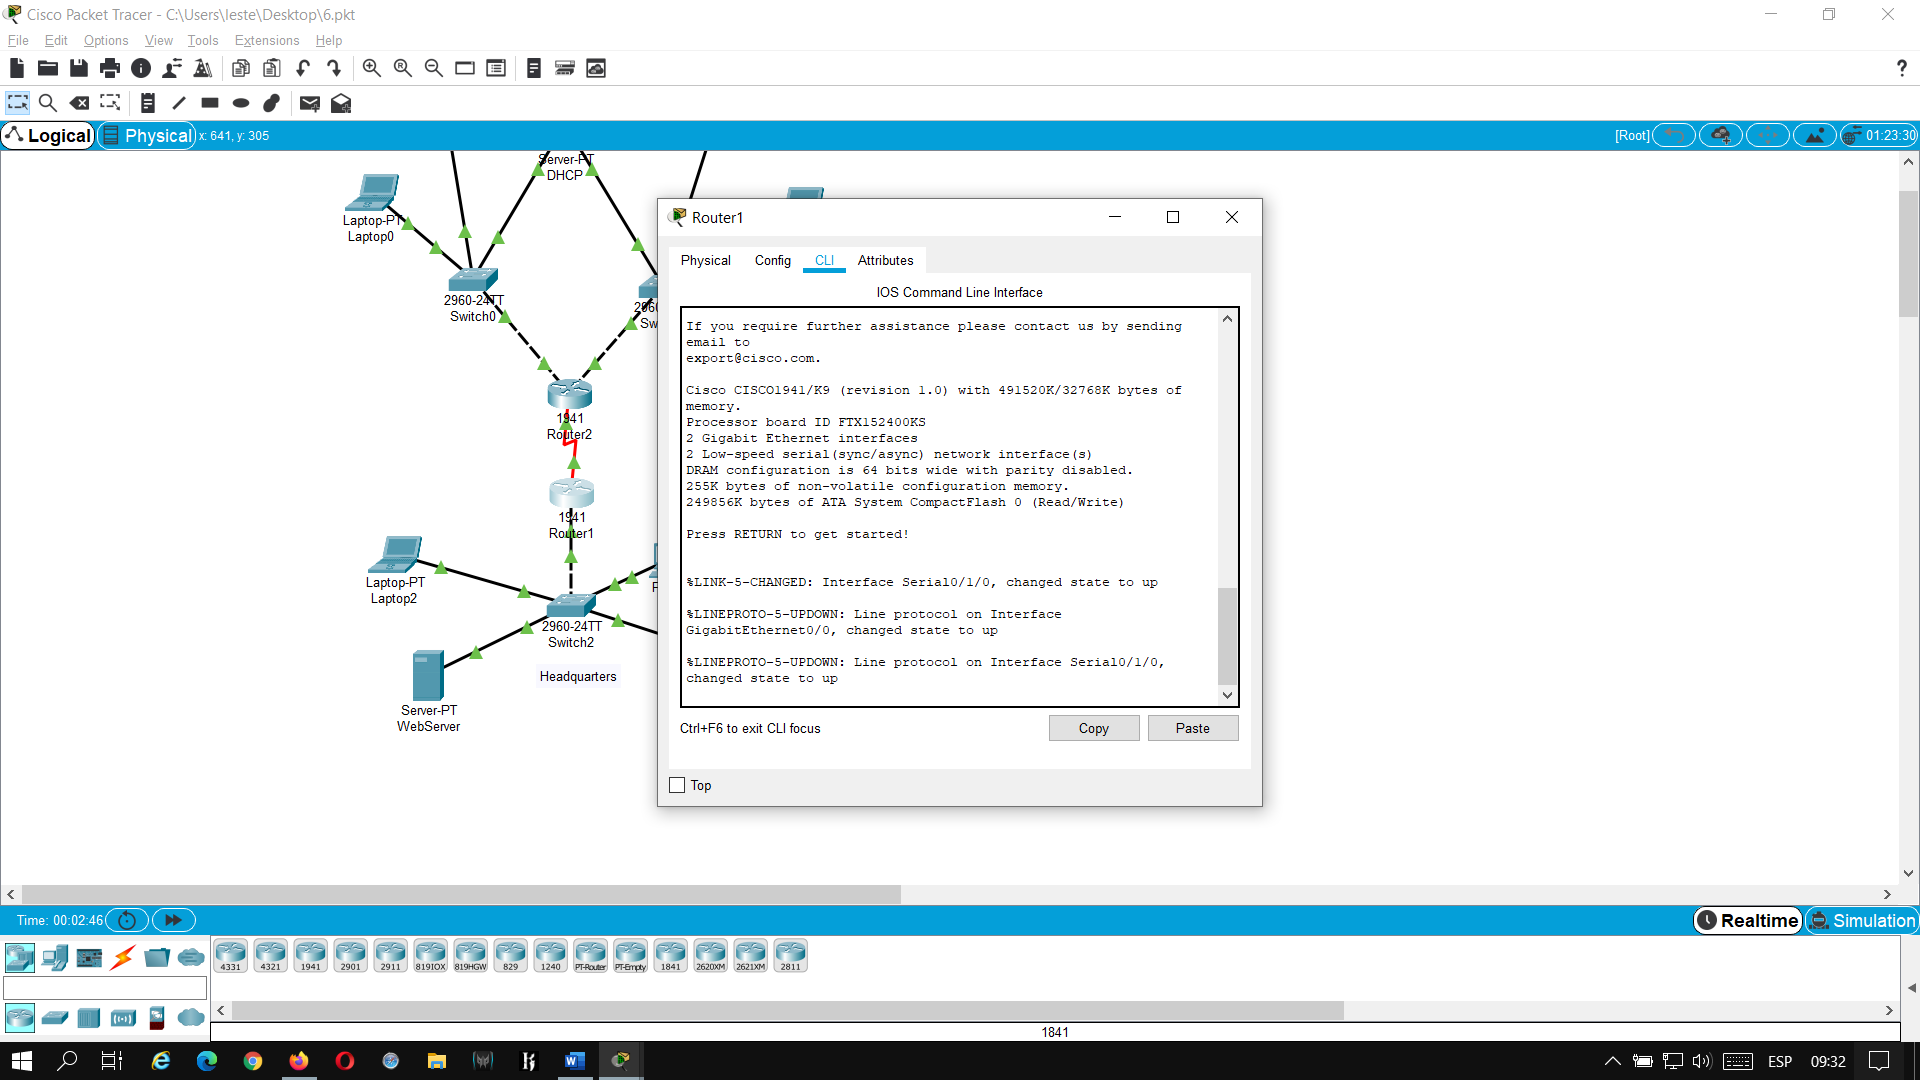 Cisco Packet Tracer - C:\Users\leste\Desktop\6.pkt
File Edit Options View Tools Extensions Help
?
Logical Physical x: 641, y: 305
[Root] 01:23:30
Server-PT
DHCP
Laptop-PT
Laptop0
2960-24TT
Switch0
1941
Router2
1941
Router1
Laptop-PT
Laptop2
2960-24TT
Switch2
Headquarters
Server-PT
WebServer
Router1
Physical Config CLI Attributes
IOS Command Line Interface
If you require further assistance please contact us by sending
email to
export@cisco.com.
Cisco CISCO1941/K9 (revision 1.0) with 491520K/32768K bytes of
memory.
Processor board ID FTX152400KS
2 Gigabit Ethernet interfaces
2 Low-speed serial(sync/async) network interface(s)
DRAM configuration is 64 bits wide with parity disabled.
255K bytes of non-volatile configuration memory.
249856K bytes of ATA System CompactFlash 0 (Read/Write)
Press RETURN to get started!
%LINK-5-CHANGED: Interface Serial0/1/0, changed state to up
%LINEPROTO-5-UPDOWN: Line protocol on Interface
GigabitEthernet0/0, changed state to up
%LINEPROTO-5-UPDOWN: Line protocol on Interface Serial0/1/0,
changed state to up
Ctrl+F6 to exit CLI focus
Copy Paste
Top
Time: 00:02:46
Realtime Simulation
4331 4321 1941 2901 2911 819IOX 819HGW 829 1240 PT-Router PT-Empty 1841 2620XM 2621XM 2811
1841
ESP 09:32